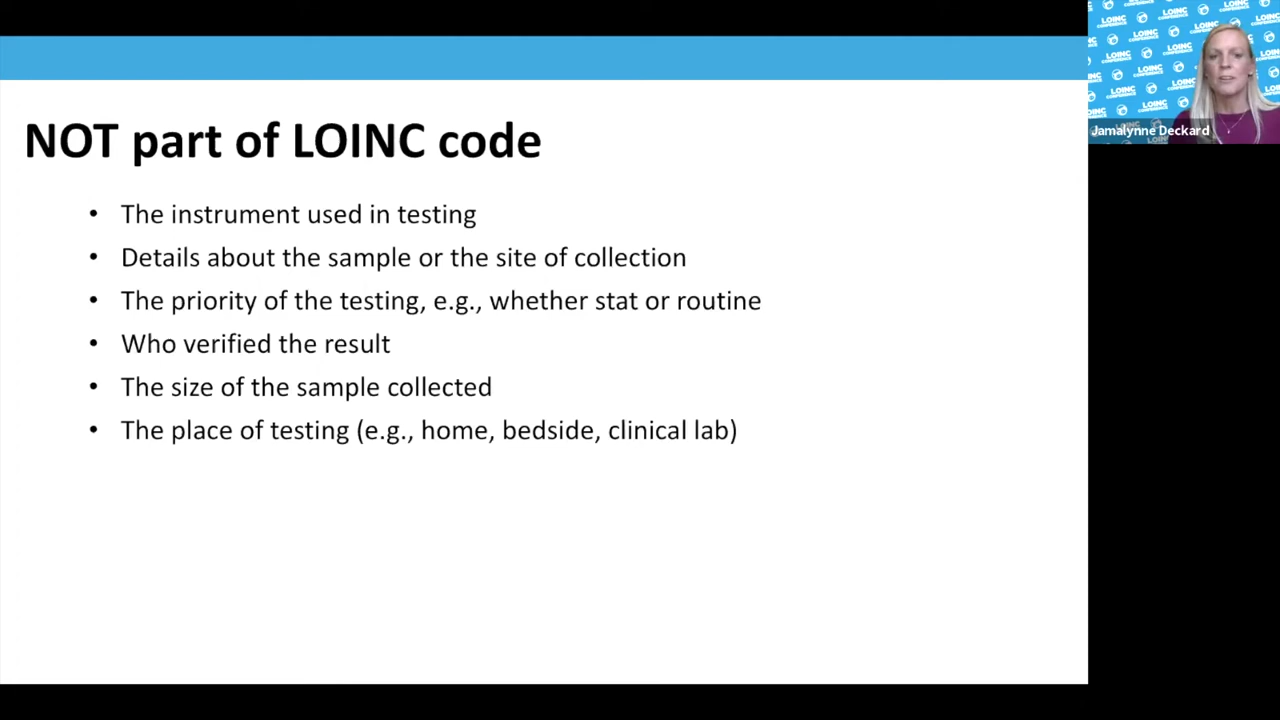 NOT part of LOINC code
• The instrument used in testing
• Details about the sample or the site of collection
• The priority of the testing, e.g., whether stat or routine
• Who verified the result
• The size of the sample collected
• The place of testing (e.g., home, bedside, clinical lab)
LOINC CONFERENCE
Jamalynne Deckard